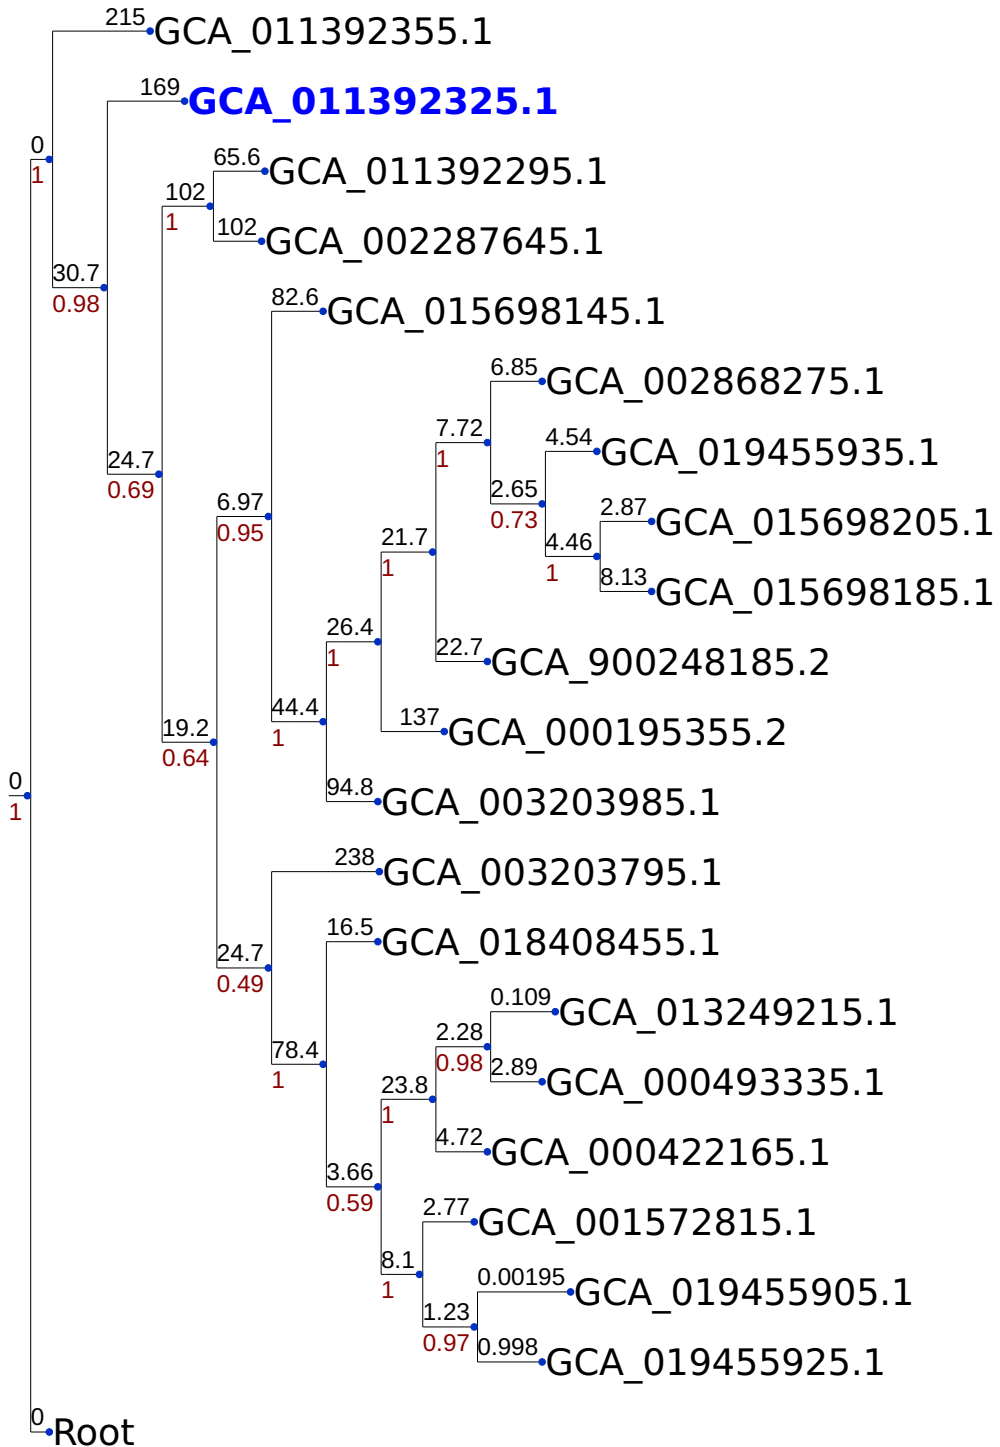 215 GCA_011392355.1
169 GCA_011392325.1
0
1
65.6 GCA_011392295.1
102
1
102 GCA_002287645.1
30.7
0.98
82.6 GCA_015698145.1
6.85 GCA_002868275.1
7.72
1
4.54 GCA_019455935.1
24.7
0.69
2.65
0.73
6.97
0.95
2.87 GCA_015698205.1
21.7
1
4.46
1
8.13 GCA_015698185.1
26.4
1
22.7 GCA_900248185.2
44.4
1
137 GCA_000195355.2
19.2
0.64
0
1
94.8 GCA_003203985.1
238 GCA_003203795.1
16.5 GCA_018408455.1
24.7
0.49
0.109 GCA_013249215.1
2.28
0.98
78.4
1
2.89 GCA_000493335.1
23.8
1
4.72 GCA_000422165.1
3.66
0.59
2.77 GCA_001572815.1
8.1
1
0.00195 GCA_019455905.1
1.23
0.97
0.998 GCA_019455925.1
0 Root